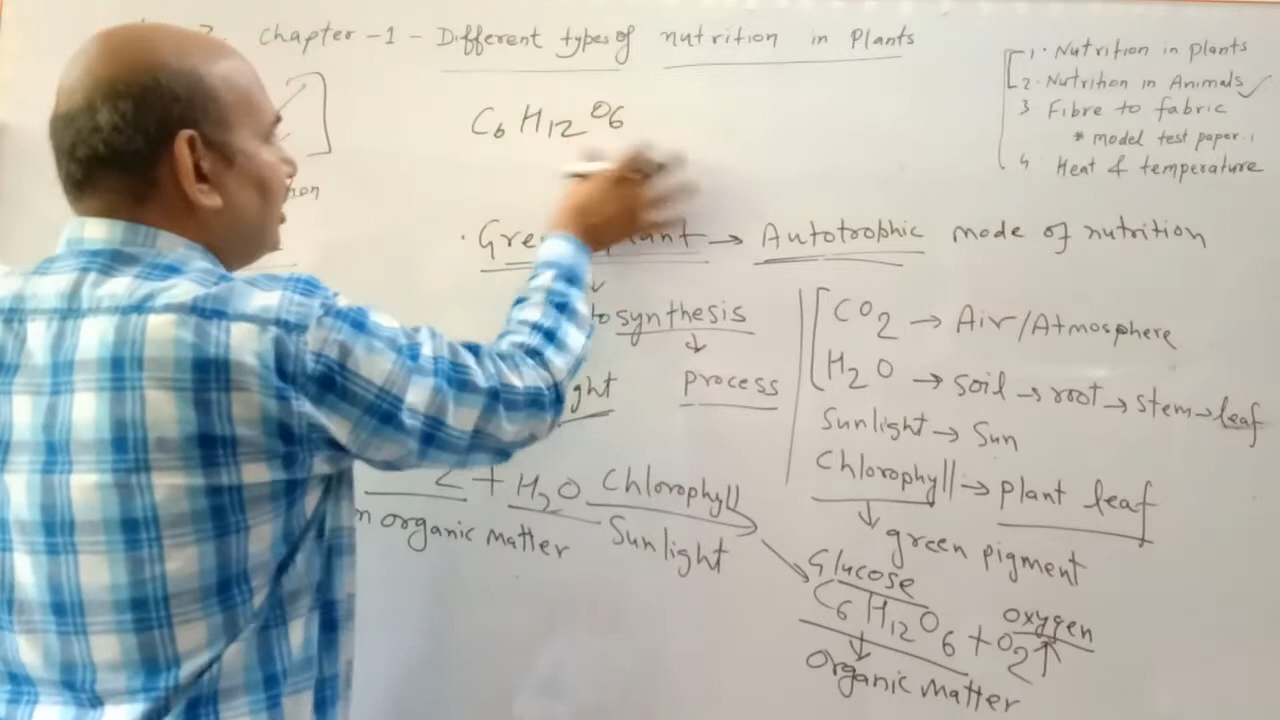 Chapter - 1 - Different types of nutrition in Plants
1. Nutrition in plants
2. Nutrition in Animals ✓
3 Fibre to fabric
* model test paper. 1
4 Heat & temperature
C6 H12 O6
Green → Autotrophic mode of nutrition
synthesis
process
CO2 → Air/Atmosphere
H2O → soil → root → stem → leaf
Sunlight → Sun
Chlorophyll → plant leaf
green pigment
+ H2O Chlorophyll
Sunlight
organic matter
Glucose
C6 H12 O6 + O2↑
oxygen
organic matter